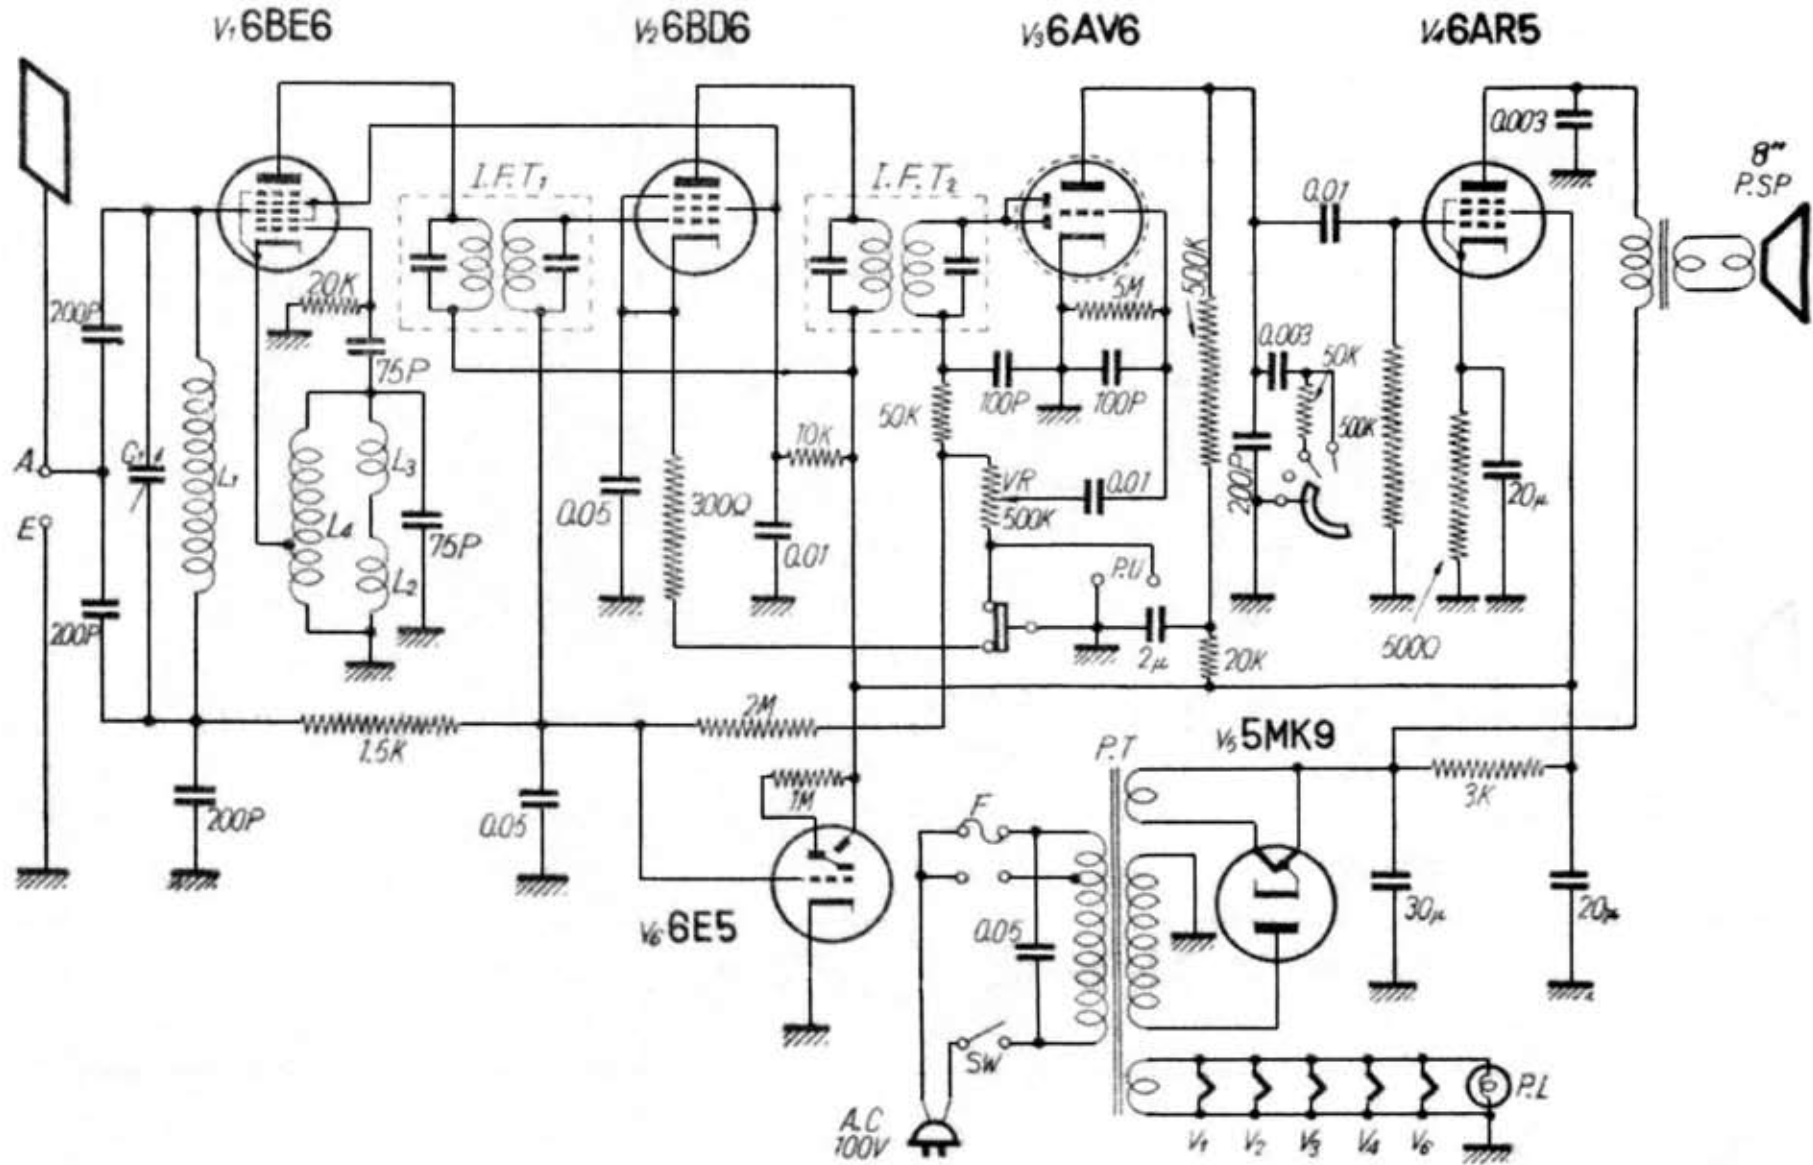 V1 6BE6
V2 6BD6
V3 6AV6
V4 6AR5
0.003
8"
P.SP
I.F.T1
I.F.T2
0.01
20K
200P
75P
5M
500K
0.003
50K
100P
100P
50K
10K
500K
A
L1
L3
L4
L2
75P
0.05
300Ω
0.01
VR
500K
0.01
200P
20μ
E
P.U
200P
2μ
20K
500Ω
2M
1.5K
V5 5MK9
P.T
1M
3K
200P
0.05
F
V6 6E5
0.05
30μ
20μ
SW
P.L
A.C
100V
V1
V2
V3
V4
V6